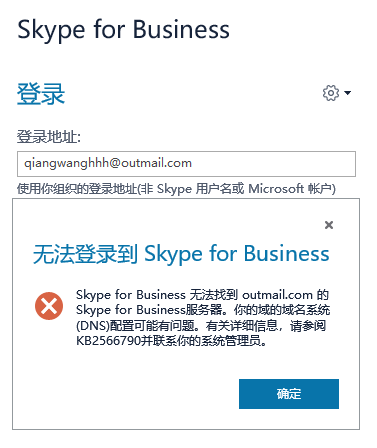 Skype for Business
登录
登录地址:
qiangwanghhh@outmail.com
使用你组织的登录地址(非 Skype 用户名或 Microsoft 帐户)
无法登录到 Skype for Business
Skype for Business 无法找到 outmail.com 的
Skype for Business服务器。你的域的域名系统
(DNS)配置可能有问题。有关详细信息，请参阅
KB2566790并联系你的系统管理员。
确定